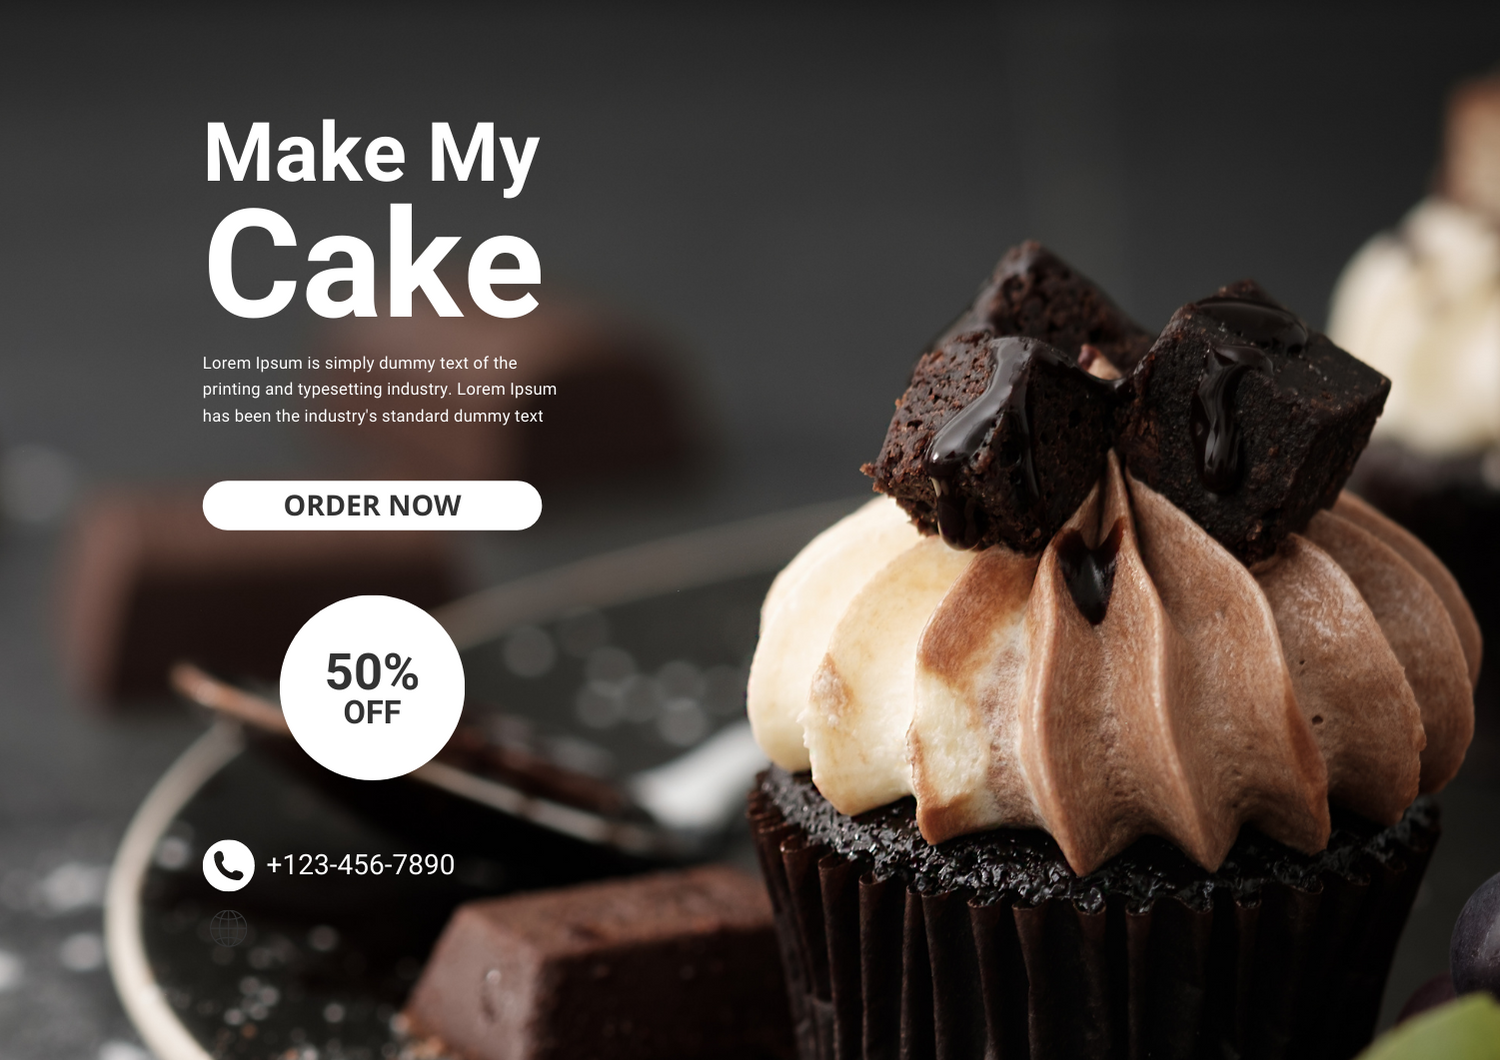 Make My
Cake
Lorem Ipsum is simply dummy text of the
printing and typesetting industry. Lorem Ipsum
has been the industry's standard dummy text
ORDER NOW
50%
OFF
+123-456-7890